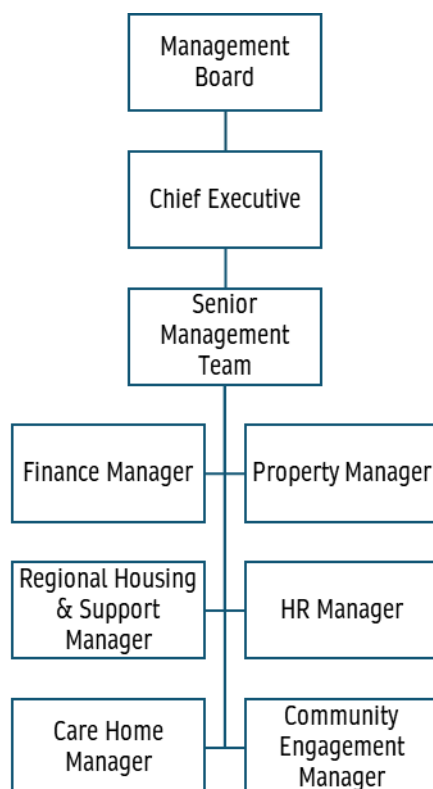 Management
Board
Chief Executive
Senior
Management
Team
Finance Manager
Property Manager
Regional Housing
& Support
Manager
HR Manager
Care Home
Manager
Community
Engagement
Manager